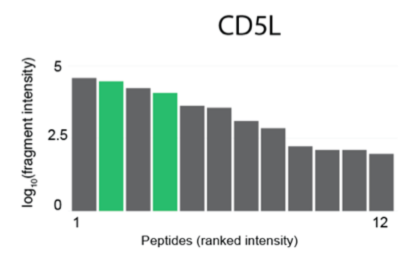 CD5L
log10(fragment intensity)
5
2.5
0
1
12
Peptides (ranked intensity)